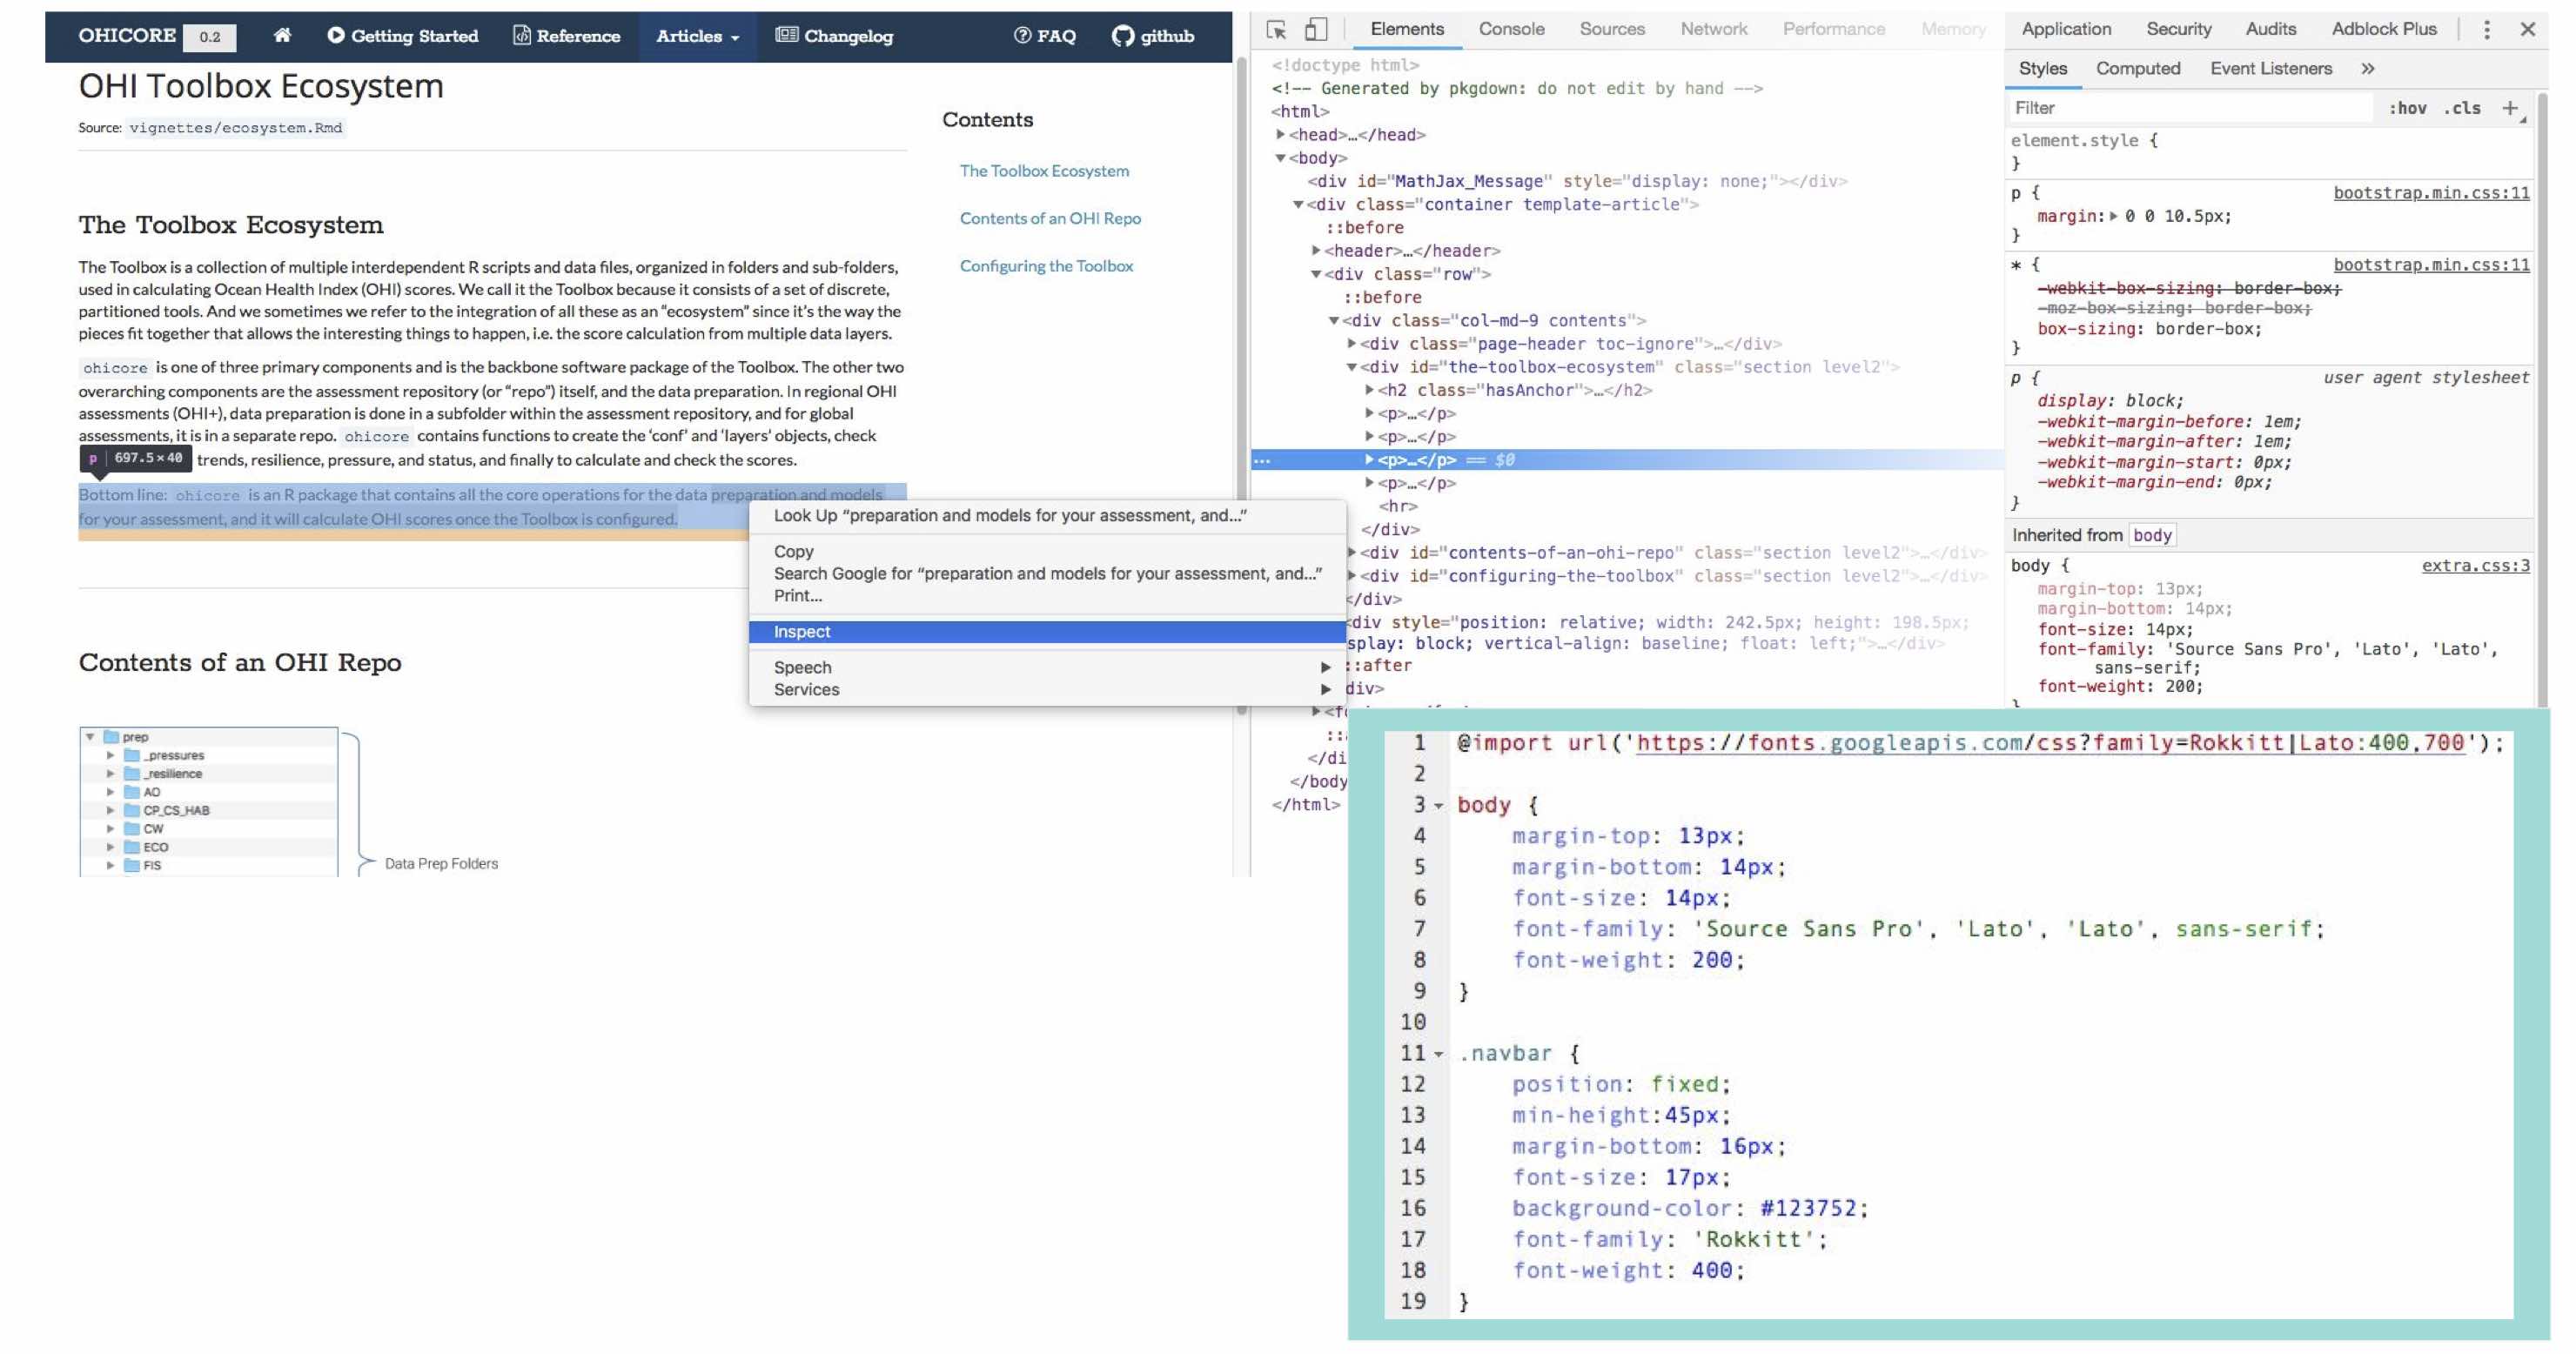 OHICORE 0.2 Getting Started Reference Articles Changelog FAQ github
OHI Toolbox Ecosystem
Source: vignettes/ecosystem.Rmd
The Toolbox Ecosystem
The Toolbox is a collection of multiple interdependent R scripts and data files, organized in folders and sub-folders,
used in calculating Ocean Health Index (OHI) scores. We call it the Toolbox because it consists of a set of discrete,
partitioned tools. And we sometimes we refer to the integration of all these as an “ecosystem” since it’s the way the
pieces fit together that allows the interesting things to happen, i.e. the score calculation from multiple data layers.
ohicore is one of three primary components and is the backbone software package of the Toolbox. The other two
overarching components are the assessment repository (or “repo”) itself, and the data preparation. In regional OHI
assessments (OHI+), data preparation is done in a subfolder within the assessment repository, and for global
assessments, it is in a separate repo. ohicore contains functions to create the ‘conf’ and ‘layers’ objects, check
p | 697.5×40 trends, resilience, pressure, and status, and finally to calculate and check the scores.
Bottom line: ohicore is an R package that contains all the core operations for the data preparation and models
for your assessment, and it will calculate OHI scores once the Toolbox is configured.
Contents of an OHI Repo
prep
_pressures
_resilience
AO
CP_CS_HAB
CW
ECO
FIS
Data Prep Folders
Contents
The Toolbox Ecosystem
Contents of an OHI Repo
Configuring the Toolbox
Look Up “preparation and models for your assessment, and...”
Copy
Search Google for “preparation and models for your assessment, and...”
Print...
Inspect
Speech
Services
Elements Console Sources Network Performance Memory Application Security Audits Adblock Plus
<!doctype html>
<!-- Generated by pkgdown: do not edit by hand -->
<html>
<head>…</head>
<body>
<div id="MathJax_Message" style="display: none;"></div>
<div class="container template-article">
::before
<header>…</header>
<div class="row">
::before
<div class="col-md-9 contents">
<div class="page-header toc-ignore">…</div>
<div id="the-toolbox-ecosystem" class="section level2">
<h2 class="hasAnchor">…</h2>
<p>…</p>
<p>…</p>
... <p>…</p> == $0
<p>…</p>
<hr>
</div>
<div id="contents-of-an-ohi-repo" class="section level2">…</div>
<div id="configuring-the-toolbox" class="section level2">…</div>
</div>
div style="position: relative; width: 242.5px; height: 198.5px;
splay: block; vertical-align: baseline; float: left;">…</div>
::after
div>
</di
</body
</html>
Styles Computed Event Listeners »
Filter :hov .cls +
element.style {
}
p { bootstrap.min.css:11
margin: 0 0 10.5px;
}
* { bootstrap.min.css:11
-webkit-box-sizing: border-box;
-moz-box-sizing: border-box;
box-sizing: border-box;
}
p { user agent stylesheet
display: block;
-webkit-margin-before: 1em;
-webkit-margin-after: 1em;
-webkit-margin-start: 0px;
-webkit-margin-end: 0px;
}
Inherited from body
body { extra.css:3
margin-top: 13px;
margin-bottom: 14px;
font-size: 14px;
font-family: 'Source Sans Pro', 'Lato', 'Lato',
sans-serif;
font-weight: 200;
1 @import url('https://fonts.googleapis.com/css?family=Rokkitt|Lato:400,700');
2
3 body {
4 margin-top: 13px;
5 margin-bottom: 14px;
6 font-size: 14px;
7 font-family: 'Source Sans Pro', 'Lato', 'Lato', sans-serif;
8 font-weight: 200;
9 }
10
11 .navbar {
12 position: fixed;
13 min-height:45px;
14 margin-bottom: 16px;
15 font-size: 17px;
16 background-color: #123752;
17 font-family: 'Rokkitt';
18 font-weight: 400;
19 }